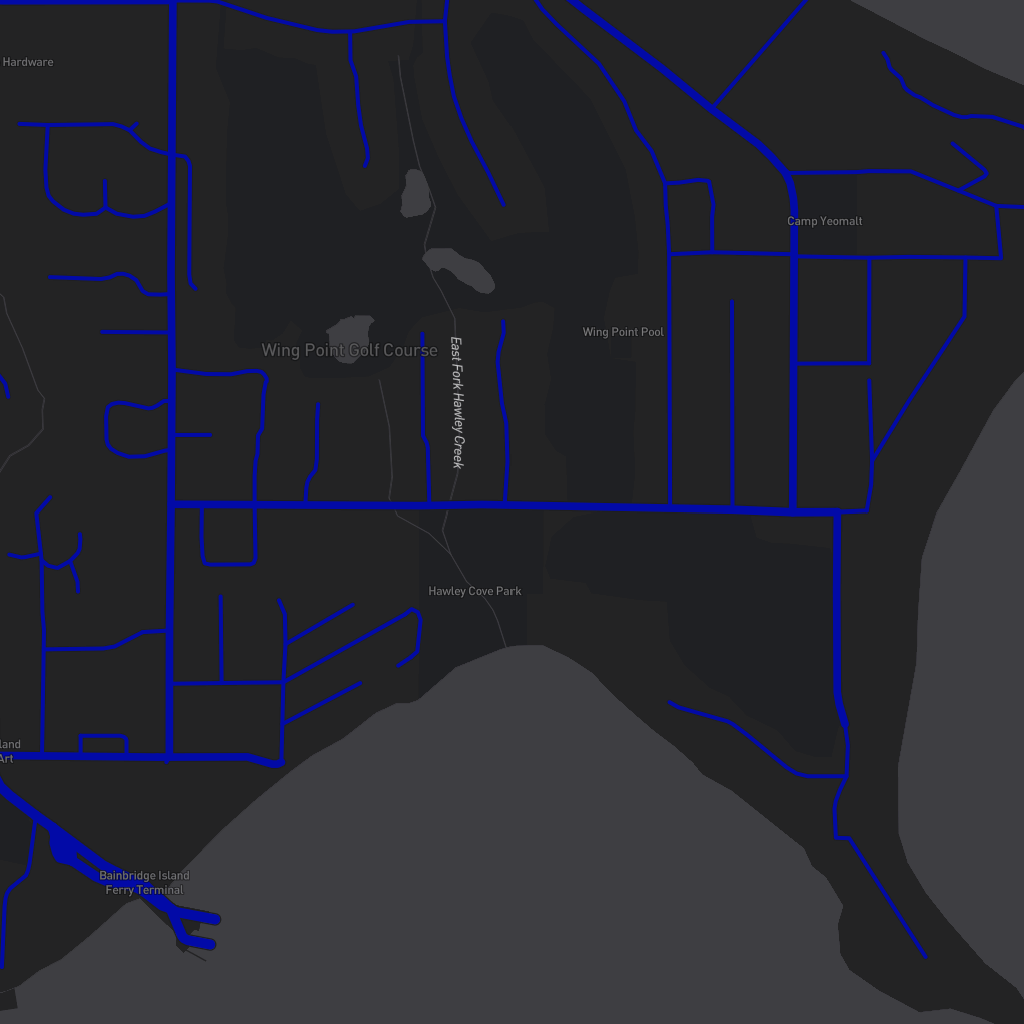 Hardware
Camp Yeomalt
Wing Point Pool
Wing Point Golf Course
East Fork Hawley Creek
Hawley Cove Park
land
Art
Bainbridge Island
Ferry Terminal